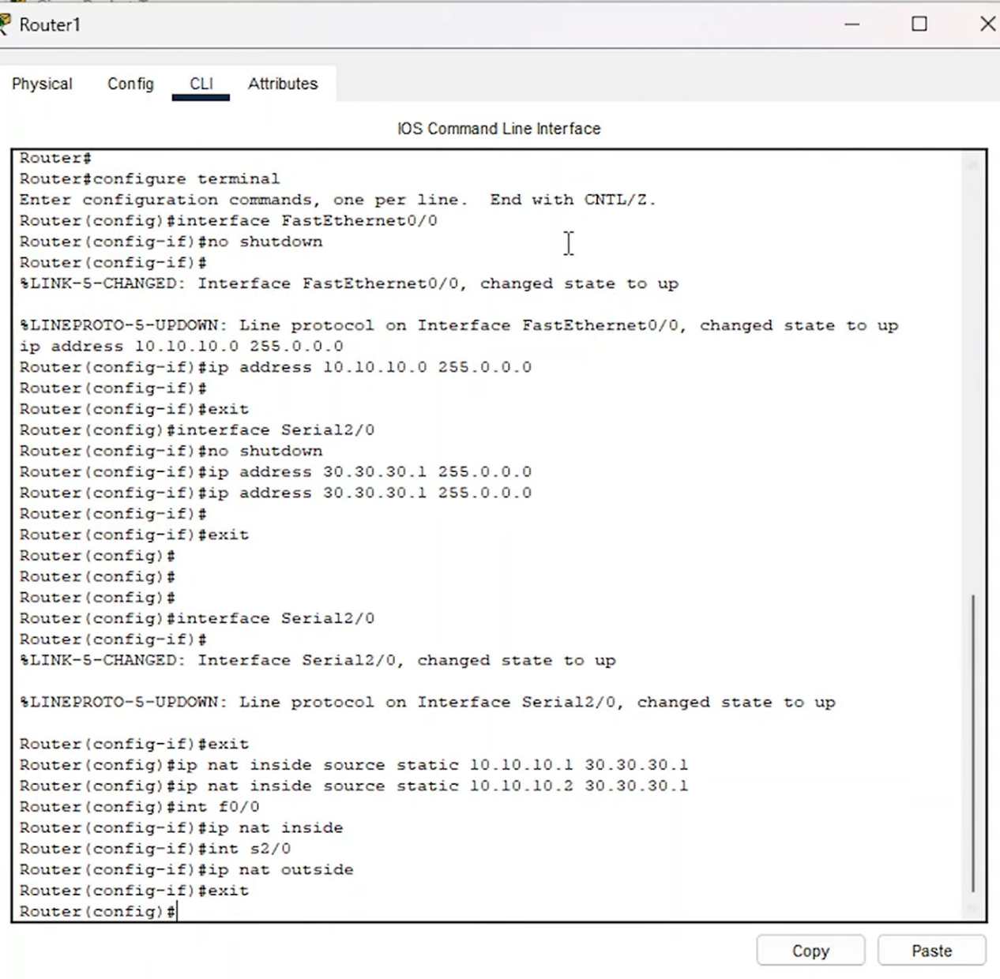 Router1
Physical Config CLI Attributes
IOS Command Line Interface
Router#
Router#configure terminal
Enter configuration commands, one per line.  End with CNTL/Z.
Router(config)#interface FastEthernet0/0
Router(config-if)#no shutdown
Router(config-if)#
%LINK-5-CHANGED: Interface FastEthernet0/0, changed state to up
%LINEPROTO-5-UPDOWN: Line protocol on Interface FastEthernet0/0, changed state to up
ip address 10.10.10.0 255.0.0.0
Router(config-if)#ip address 10.10.10.0 255.0.0.0
Router(config-if)#
Router(config-if)#exit
Router(config)#interface Serial2/0
Router(config-if)#no shutdown
Router(config-if)#ip address 30.30.30.1 255.0.0.0
Router(config-if)#ip address 30.30.30.1 255.0.0.0
Router(config-if)#
Router(config-if)#exit
Router(config)#
Router(config)#
Router(config)#
Router(config)#interface Serial2/0
Router(config-if)#
%LINK-5-CHANGED: Interface Serial2/0, changed state to up
%LINEPROTO-5-UPDOWN: Line protocol on Interface Serial2/0, changed state to up
Router(config-if)#exit
Router(config)#ip nat inside source static 10.10.10.1 30.30.30.1
Router(config)#ip nat inside source static 10.10.10.2 30.30.30.1
Router(config)#int f0/0
Router(config-if)#ip nat inside
Router(config-if)#int s2/0
Router(config-if)#ip nat outside
Router(config-if)#exit
Router(config)#
Copy Paste